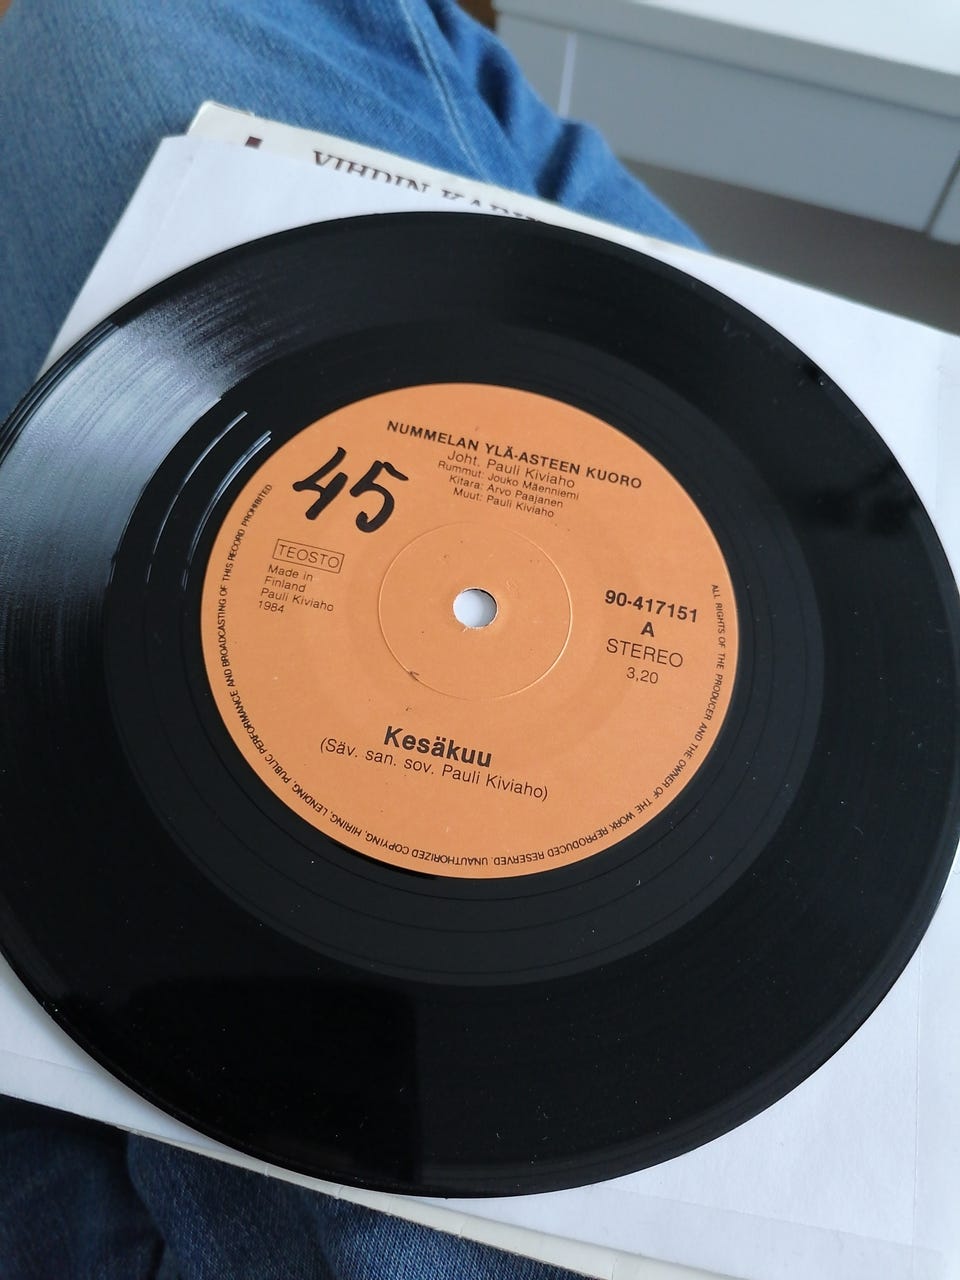 VIHDIN
NUMMELAN YLÄ-ASTEEN KUORO
Joht. Pauli Kiviaho
Rummut: Jouko Mäenniemi
Kitara: Arvo Paajanen
Muut: Pauli Kiviaho
45
TEOSTO
Made in
Finland
Pauli Kiviaho
1984
90-417151
A
STEREO
3,20
Kesäkuu
(Säv. san. sov. Pauli Kiviaho)
ALL RIGHTS OF THE PRODUCER AND THE OWNER OF THE WORK REPRODUCED RESERVED. UNAUTHORIZED COPYING, HIRING, LENDING, PUBLIC PERFORMANCE AND BROADCASTING OF THIS RECORD PROHIBITED